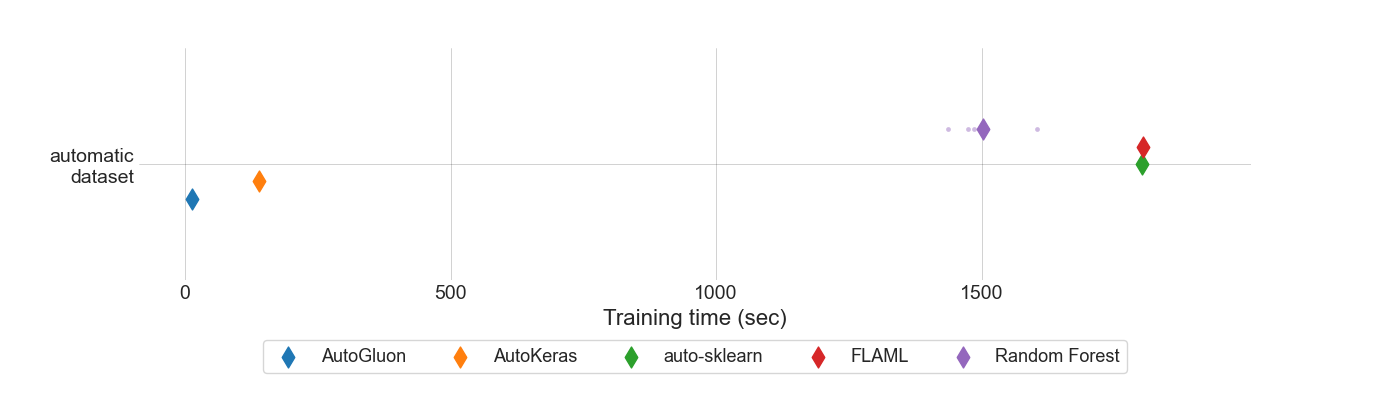 automatic
dataset
0 500 1000 1500
Training time (sec)
AutoGluon AutoKeras auto-sklearn FLAML Random Forest